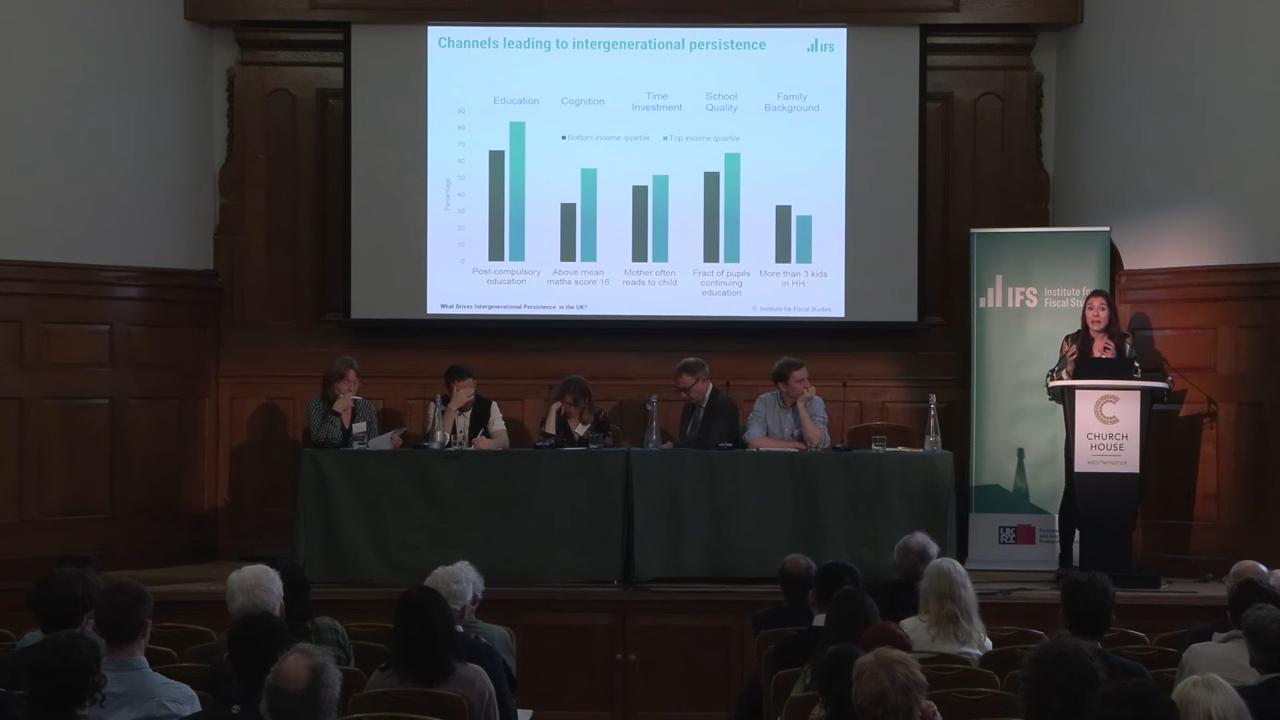 Channels leading to intergenerational persistence
IFS
Education
Cognition
Time
Investment
School
Quality
Family
Background
Bottom income quartile
Top income quartile
Percentage
90
80
70
60
50
40
30
20
10
0
Post-compulsory
education
Above mean
maths score 16
Mother often
reads to child
Fract of pupils
continuing
education
More than 3 kids
in HH
What Drives Intergenerational Persistence in the UK?
© Institute for Fiscal Studies
IFS
Institute for
Fiscal
CHURCH
HOUSE
WESTMINSTER
UK
RI